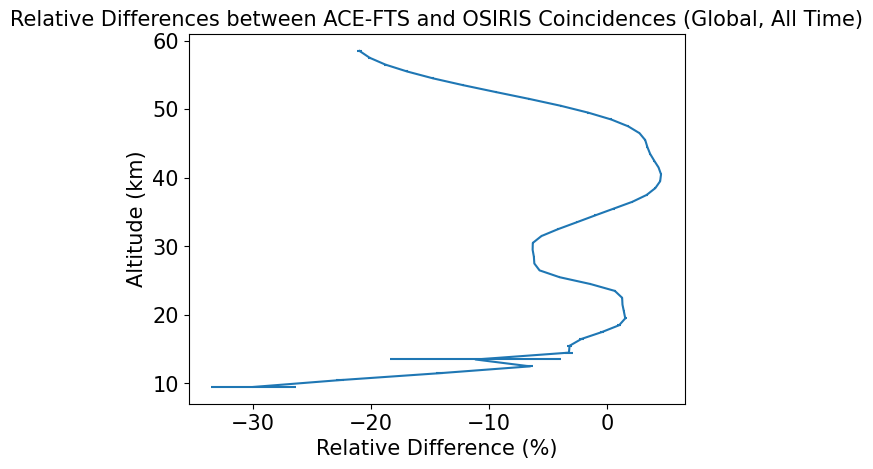 Relative Differences between ACE-FTS and OSIRIS Coincidences (Global, All Time)
60
50
40
30
20
10
Altitude (km)
−30 −20 −10 0
Relative Difference (%)